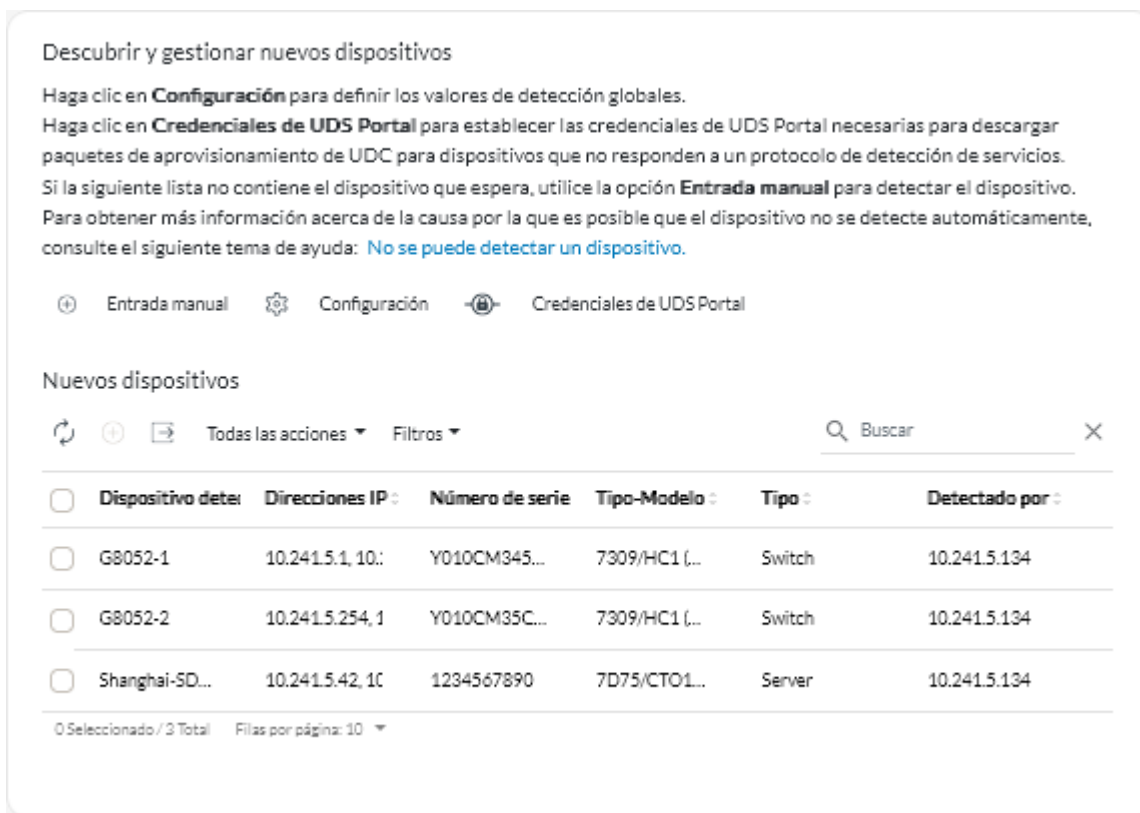 Descubrir y gestionar nuevos dispositivos
Haga clic en Configuración para definir los valores de detección globales.
Haga clic en Credenciales de UDS Portal para establecer las credenciales de UDS Portal necesarias para descargar
paquetes de aprovisionamiento de UDC para dispositivos que no responden a un protocolo de detección de servicios.
Si la siguiente lista no contiene el dispositivo que espera, utilice la opción Entrada manual para detectar el dispositivo.
Para obtener más información acerca de la causa por la que es posible que el dispositivo no se detecte automáticamente,
consulte el siguiente tema de ayuda: No se puede detectar un dispositivo.
Entrada manual Configuración Credenciales de UDS Portal
Nuevos dispositivos
Todas las acciones Filtros Buscar
Dispositivo detec Direcciones IP Número de serie Tipo-Modelo Tipo Detectado por
G8052-1 10.241.5.1, 10.: Y010CM345... 7309/HC1 (... Switch 10.241.5.134
G8052-2 10.241.5.254, 1 Y010CM35C... 7309/HC1 (... Switch 10.241.5.134
Shanghai-SD... 10.241.5.42, 10 1234567890 7D75/CTO1... Server 10.241.5.134
0 Seleccionado / 3 Total Filas por página: 10